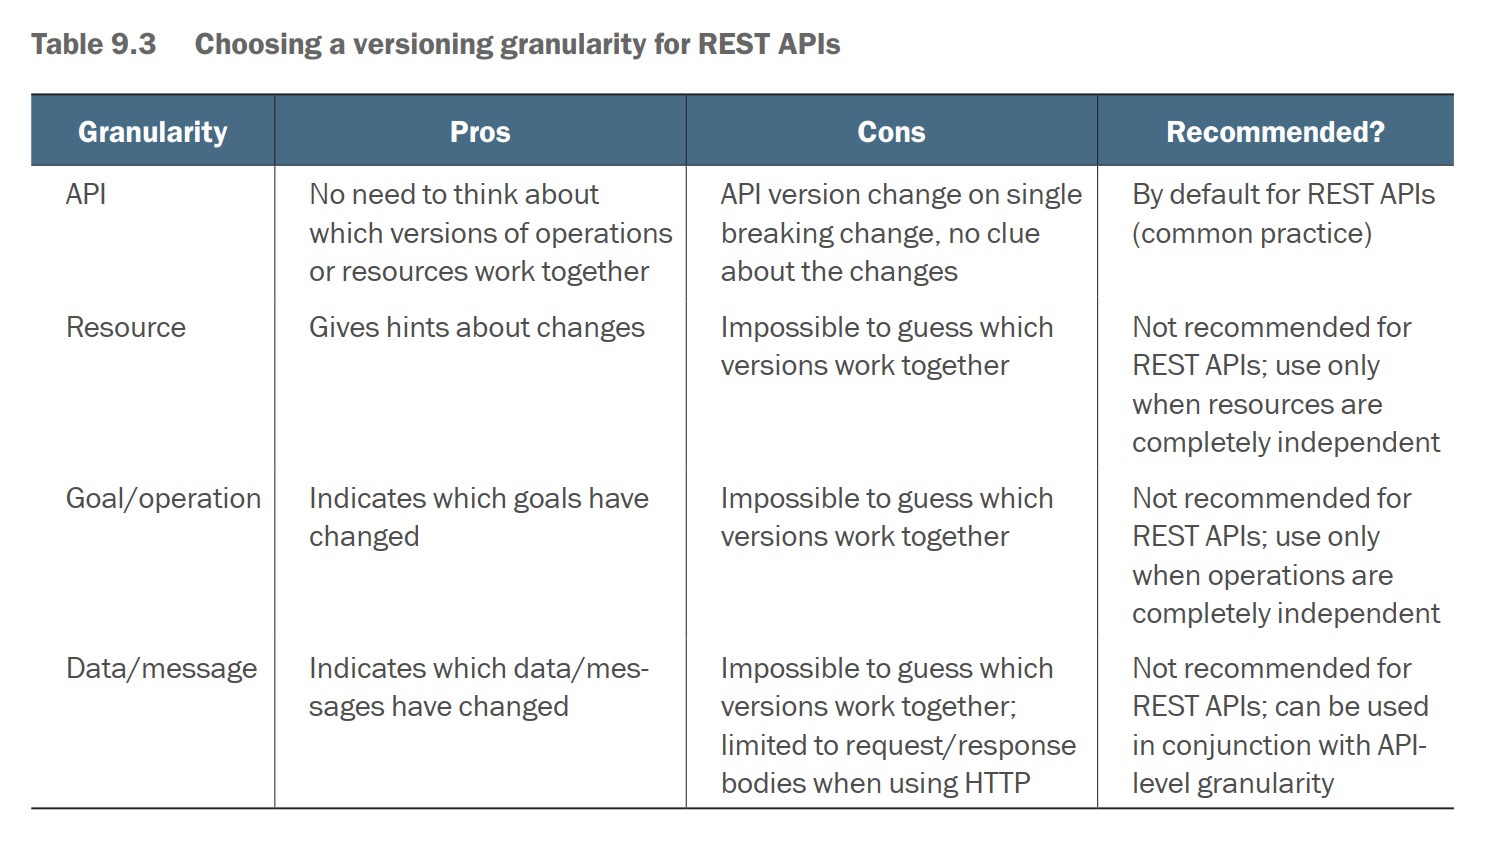 Table 9.3 Choosing a versioning granularity for REST APIs
Granularity
Pros
Cons
Recommended?
API
No need to think about
which versions of operations
or resources work together
API version change on single
breaking change, no clue
about the changes
By default for REST APIs
(common practice)
Resource
Gives hints about changes
Impossible to guess which
versions work together
Not recommended for
REST APIs; use only
when resources are
completely independent
Goal/operation
Indicates which goals have
changed
Impossible to guess which
versions work together
Not recommended for
REST APIs; use only
when operations are
completely independent
Data/message
Indicates which data/mes-
sages have changed
Impossible to guess which
versions work together;
limited to request/response
bodies when using HTTP
Not recommended for
REST APIs; can be used
in conjunction with API-
level granularity